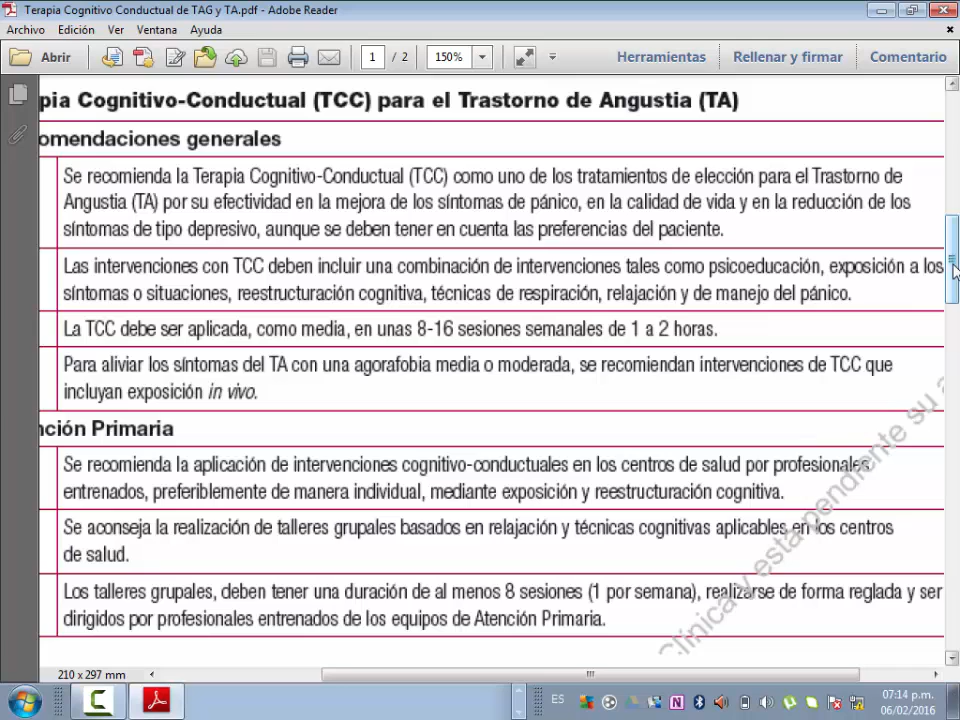 Terapia Cognitivo Conductual de TAG y TA.pdf - Adobe Reader
Archivo Edición Ver Ventana Ayuda
Abrir 1 / 2 150% Herramientas Rellenar y firmar Comentario
pia Cognitivo-Conductual (TCC) para el Trastorno de Angustia (TA)
omendaciones generales
Se recomienda la Terapia Cognitivo-Conductual (TCC) como uno de los tratamientos de elección para el Trastorno de
Angustia (TA) por su efectividad en la mejora de los síntomas de pánico, en la calidad de vida y en la reducción de los
síntomas de tipo depresivo, aunque se deben tener en cuenta las preferencias del paciente.
Las intervenciones con TCC deben incluir una combinación de intervenciones tales como psicoeducación, exposición a los
síntomas o situaciones, reestructuración cognitiva, técnicas de respiración, relajación y de manejo del pánico.
La TCC debe ser aplicada, como media, en unas 8-16 sesiones semanales de 1 a 2 horas.
Para aliviar los síntomas del TA con una agorafobia media o moderada, se recomiendan intervenciones de TCC que
incluyan exposición in vivo.
nción Primaria
Se recomienda la aplicación de intervenciones cognitivo-conductuales en los centros de salud por profesionales
entrenados, preferiblemente de manera individual, mediante exposición y reestructuración cognitiva.
Se aconseja la realización de talleres grupales basados en relajación y técnicas cognitivas aplicables en los centros
de salud.
Los talleres grupales, deben tener una duración de al menos 8 sesiones (1 por semana), realizarse de forma reglada y ser
dirigidos por profesionales entrenados de los equipos de Atención Primaria.
Clínica y está pendiente su a
210 x 297 mm
ES
07:14 p.m.
06/02/2016